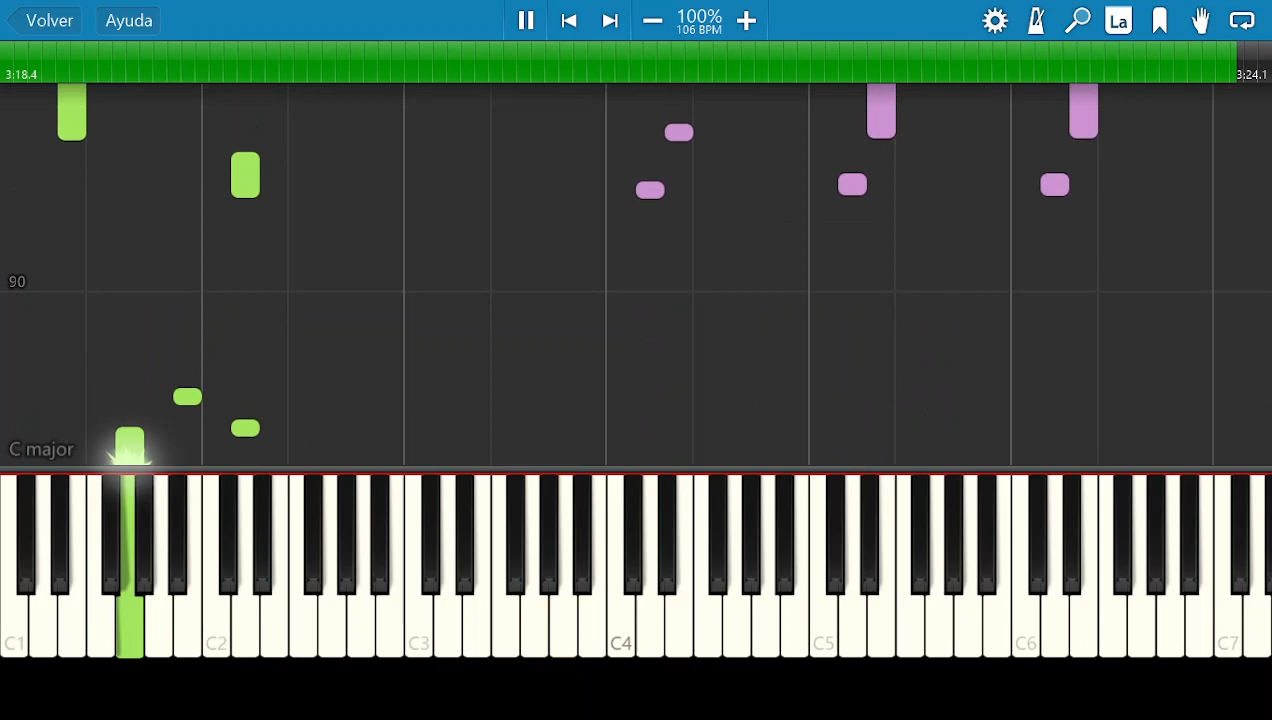 Volver
Ayuda
100%
106 BPM
La
3:18.4
3:24.1
90
C major
C1
C2
C3
C4
C5
C6
C7